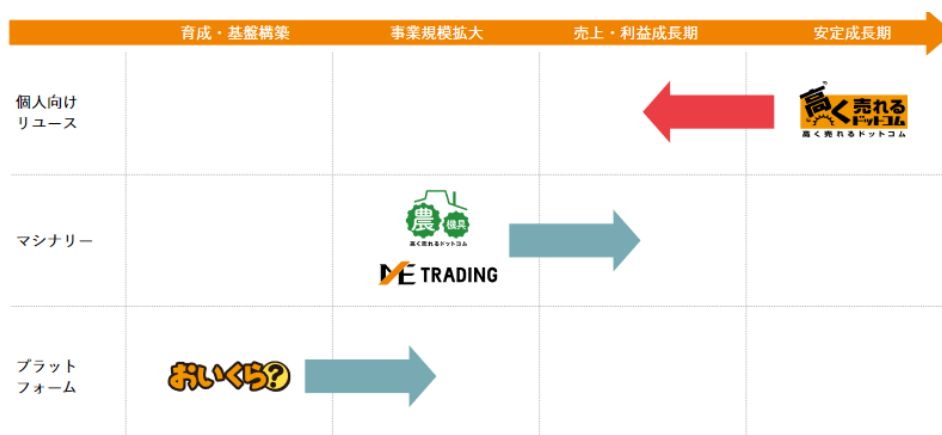 育成・基盤構築
事業規模拡大
売上・利益成長期
安定成長期
個人向け
リユース
高く売れる
ドットコム
高く売れるドットコム
マシナリー
農機具
高く売れるドットコム
ME TRADING
プラット
フォーム
おいくら?